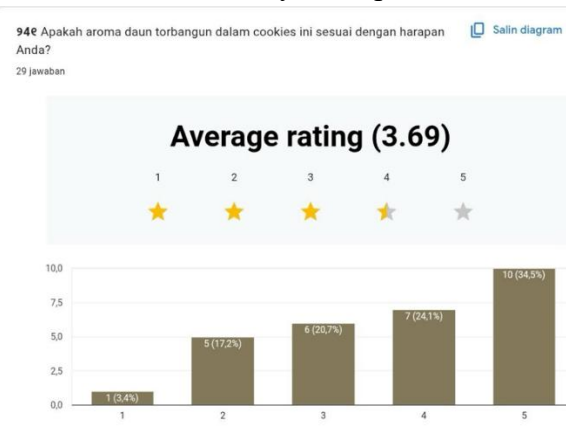 94e Apakah aroma daun torbangun dalam cookies ini sesuai dengan harapan
Anda?
Salin diagram
29 jawaban
Average rating (3.69)
1 2 3 4 5
10,0
7,5
5,0
2,5
0,0
1 (3,4%)
5 (17,2%)
6 (20,7%)
7 (24,1%)
10 (34,5%)
1 2 3 4 5